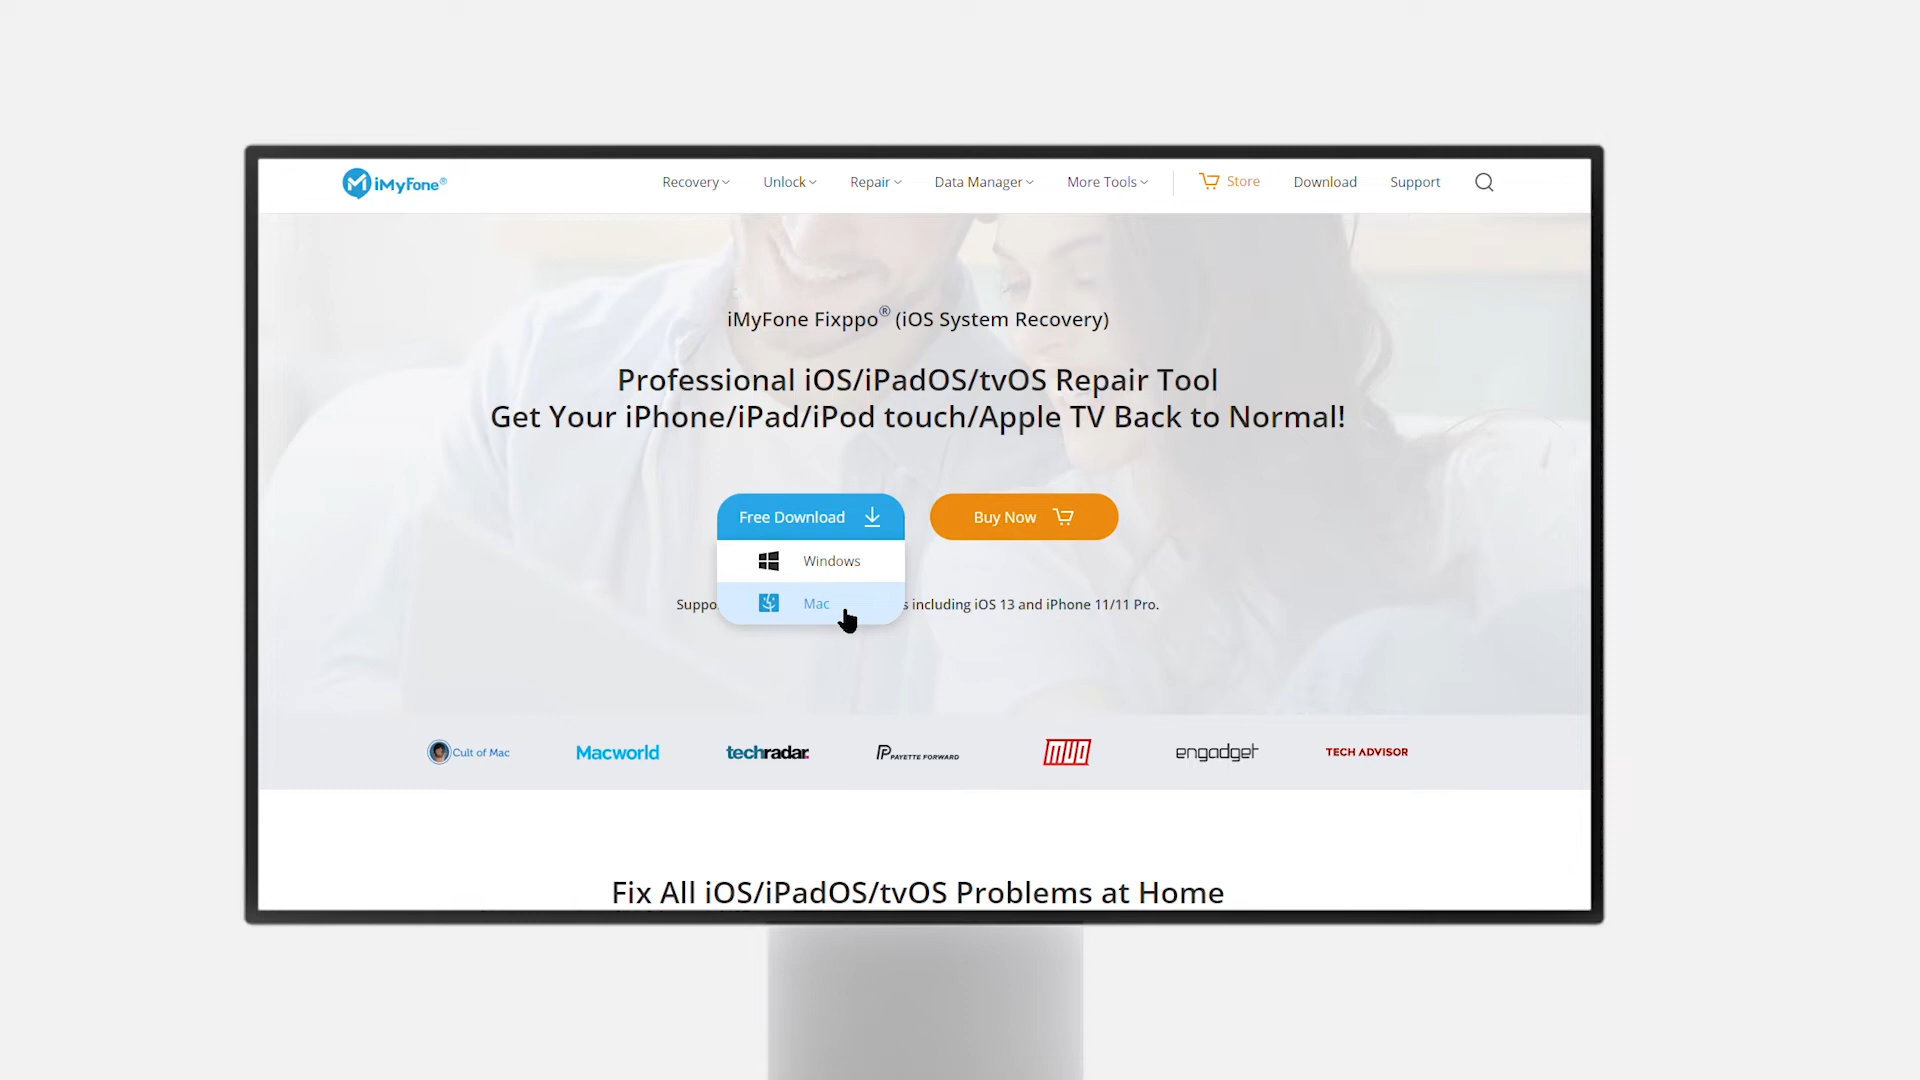 iMyFone®
Recovery
Unlock
Repair
Data Manager
More Tools
Store
Download
Support
iMyFone Fixppo® (iOS System Recovery)
Professional iOS/iPadOS/tvOS Repair Tool
Get Your iPhone/iPad/iPod touch/Apple TV Back to Normal!
Free Download
Buy Now
Windows
Mac
including iOS 13 and iPhone 11/11 Pro.
Cult of Mac
Macworld
techradar.
PAYETTE FORWARD
MUO
engadget
TECH ADVISOR
Fix All iOS/iPadOS/tvOS Problems at Home